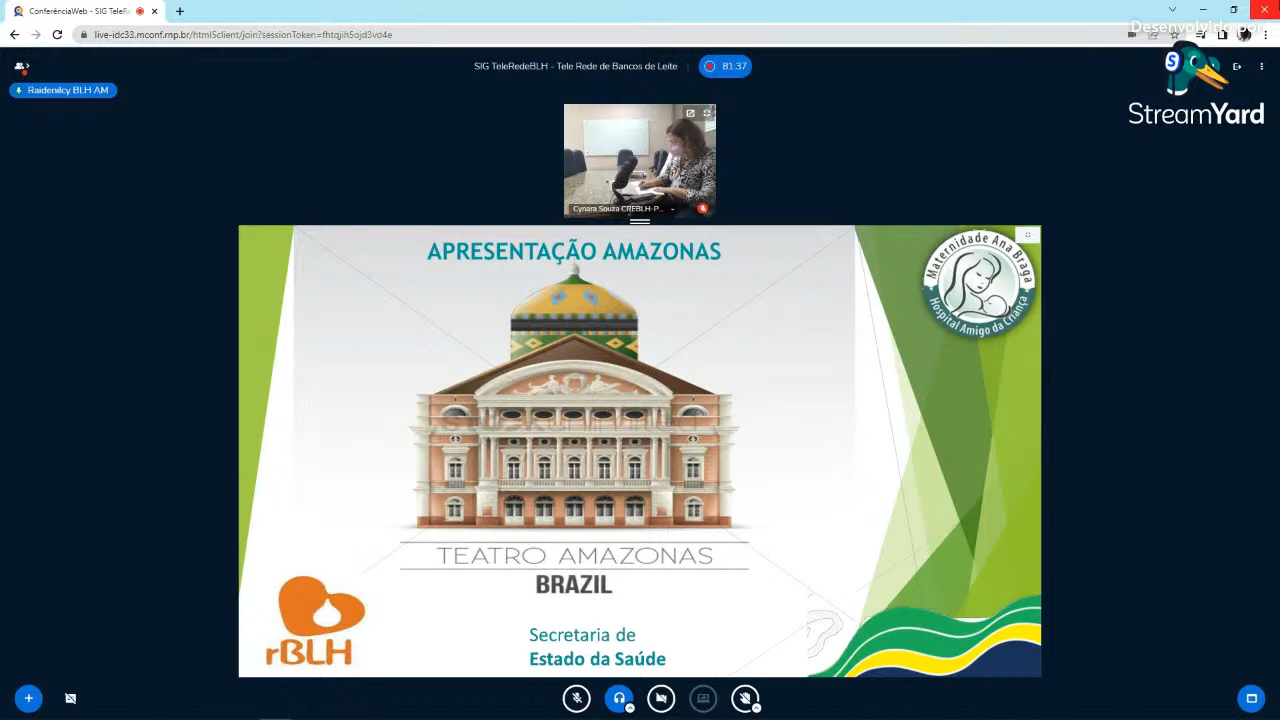 ConferênciaWeb - SIG TeleRe
live-idc33.mconf.rnp.br/html5client/join?sessionToken=fhtqjih5ojd3vd4e
Desenvolvido por
StreamYard
SIG TeleRedeBLH - Tele Rede de Bancos de Leite
81:37
Raidenilcy BLH AM
Cynara Souza CREBLH-P...
APRESENTAÇÃO AMAZONAS
Maternidade Ana Braga
Hospital Amigo da Criança
TEATRO AMAZONAS
BRAZIL
rBLH
Secretaria de
Estado da Saúde